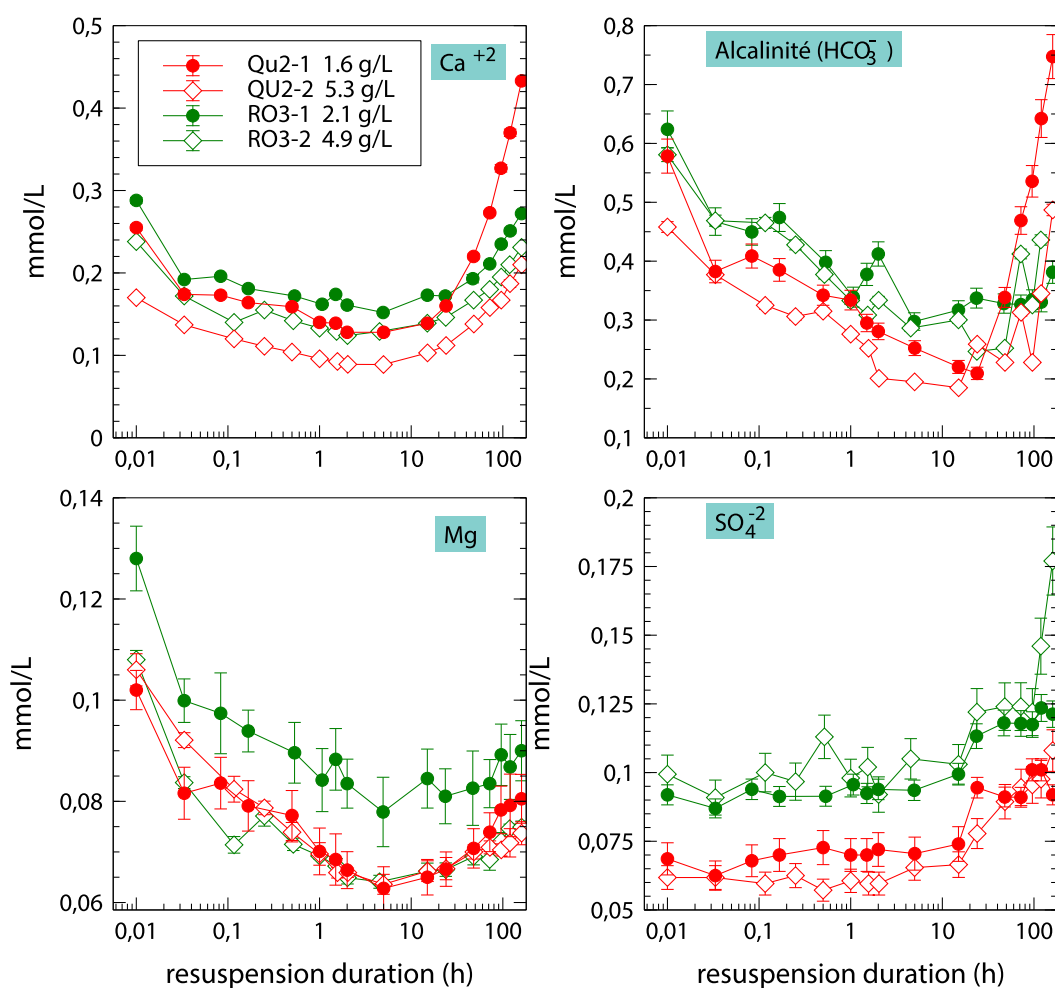 0,5
0,4
0,3
0,2
0,1
0
mmol/L
Ca +2
Qu2-1 1.6 g/L
QU2-2 5.3 g/L
RO3-1 2.1 g/L
RO3-2 4.9 g/L
0,01 0,1 1 10 100
0,8
0,7
0,6
0,5
0,4
0,3
0,2
0,1
mmol/L
Alcalinité (HCO3-)
0,01 0,1 1 10 100
0,14
0,12
0,1
0,08
0,06
mmol/L
Mg
0,01 0,1 1 10 100
resuspension duration (h)
0,2
0,175
0,15
0,125
0,1
0,075
0,05
mmol/L
SO4-2
0,01 0,1 1 10 100
resuspension duration (h)